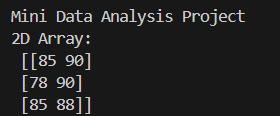 Mini Data Analysis Project
2D Array:
[[85 90]
[78 90]
[85 88]]